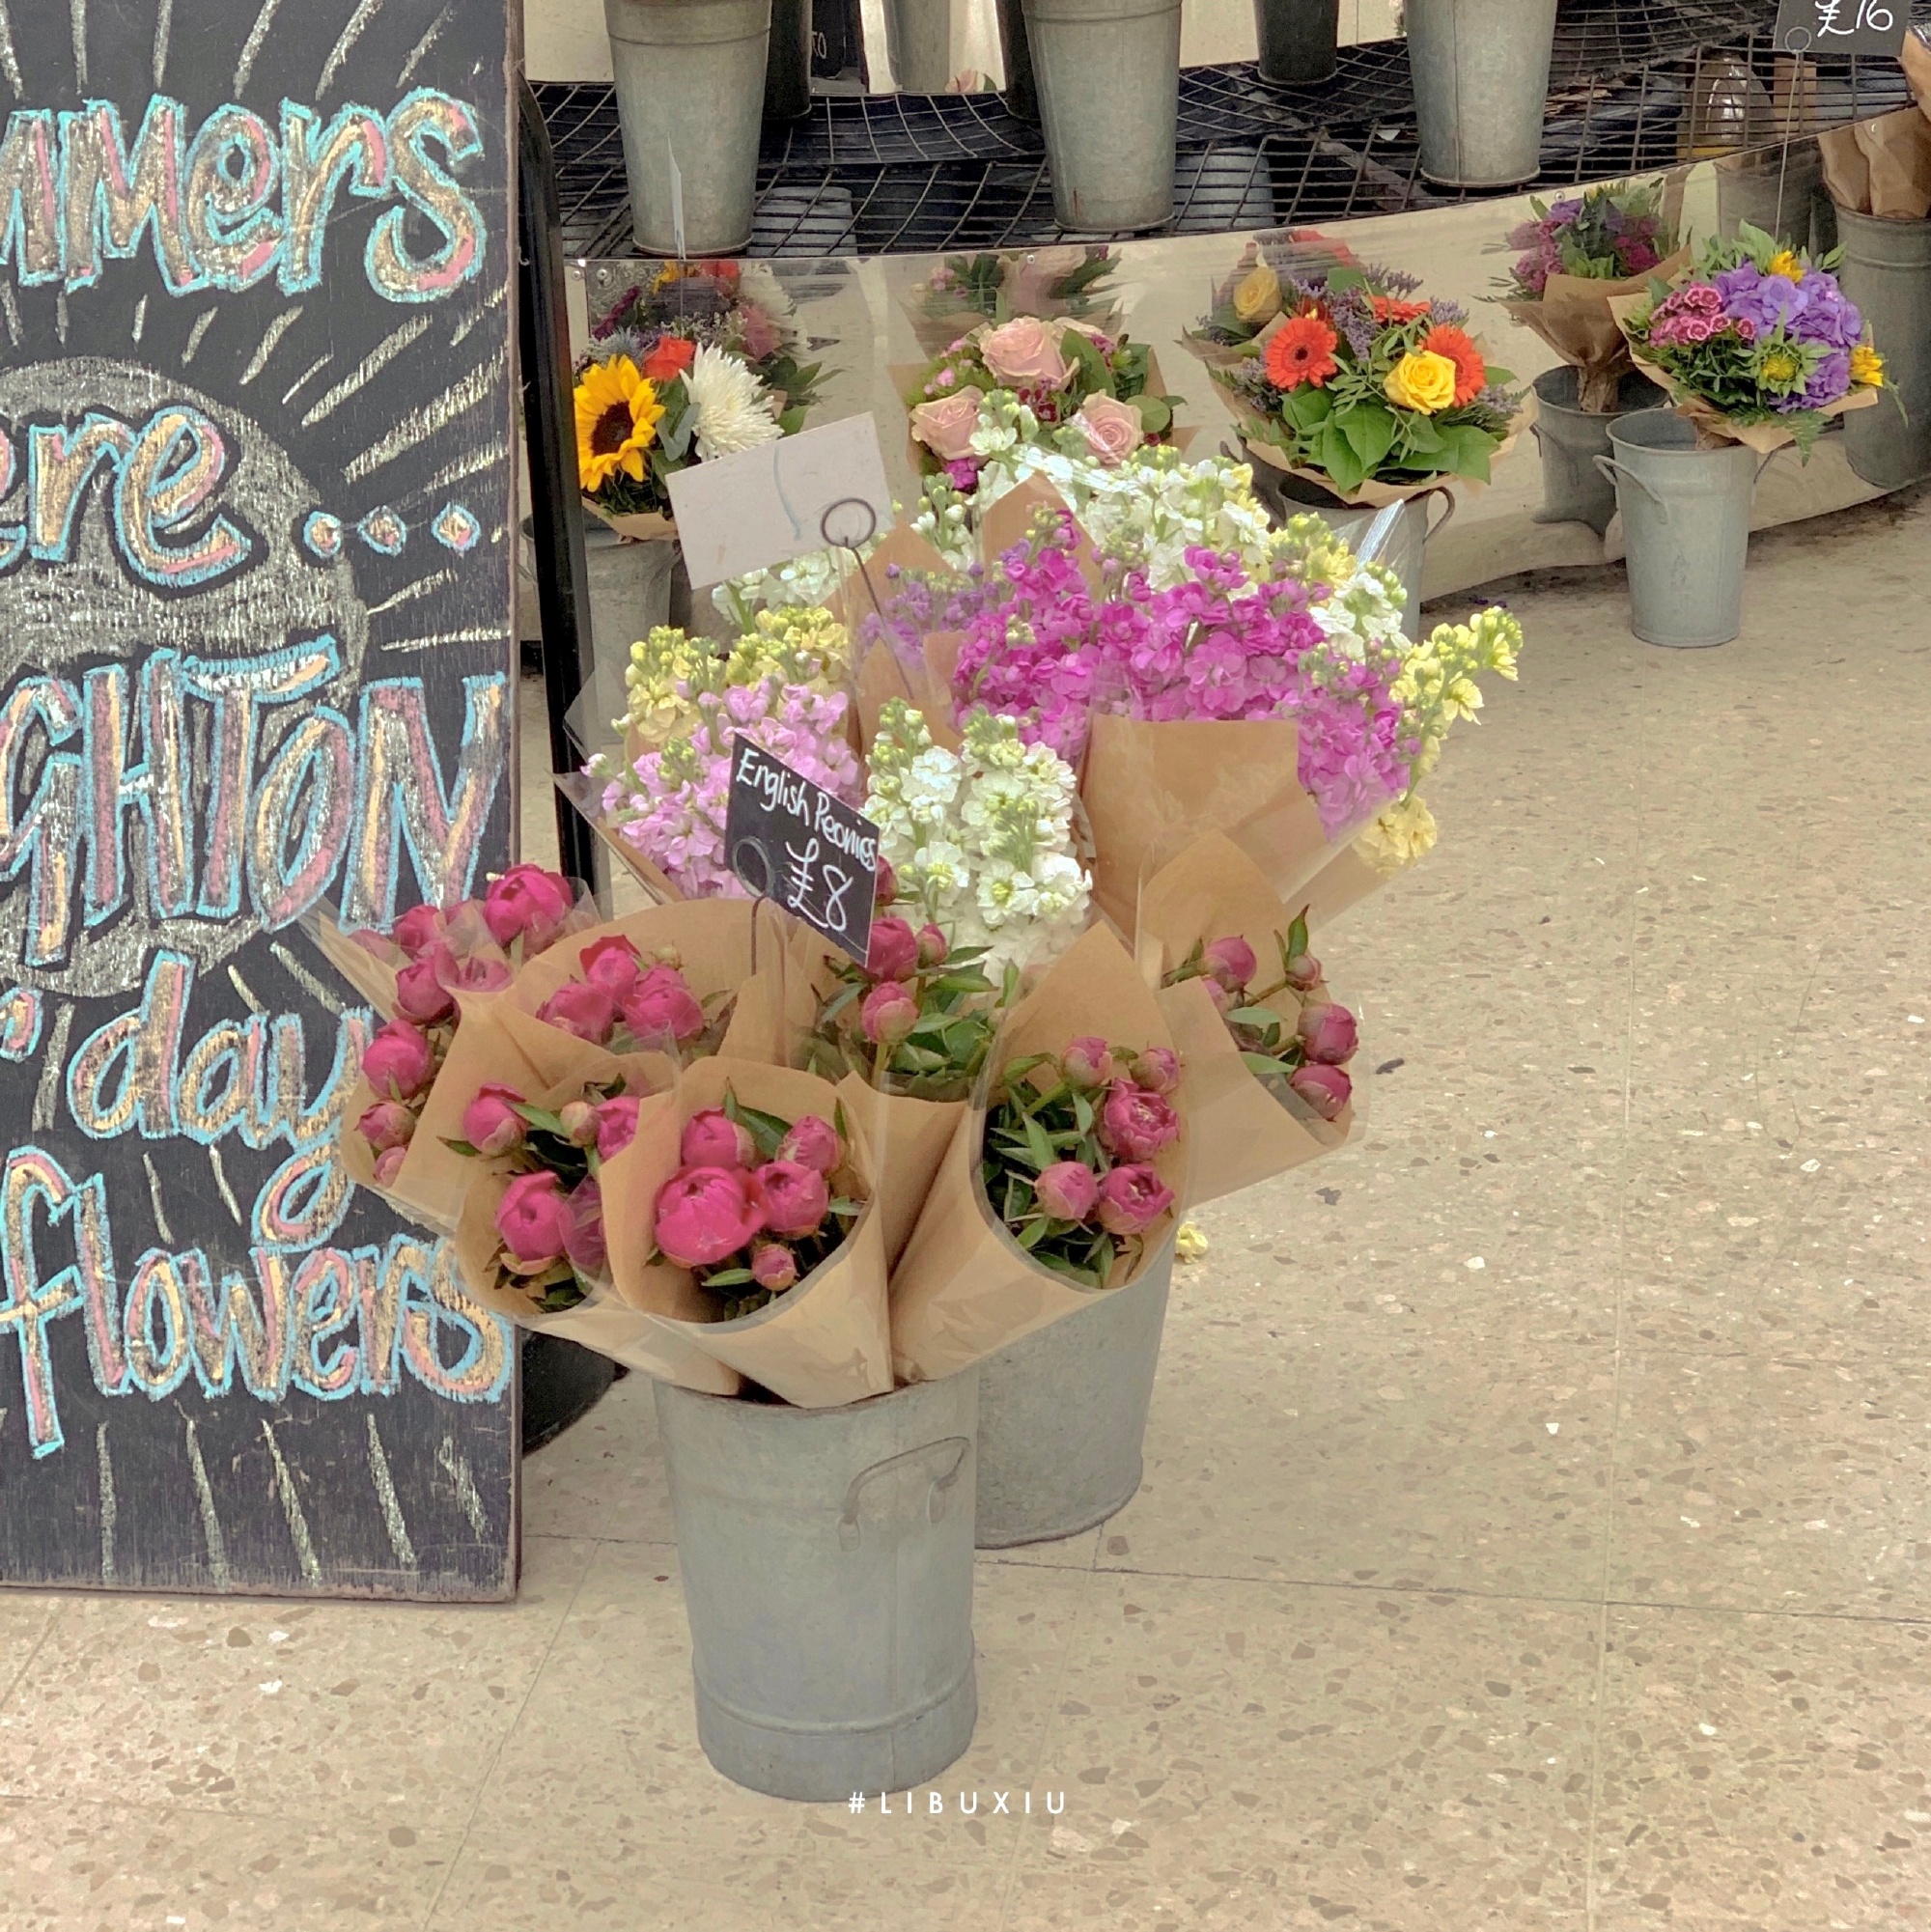 mmers
ere...
GHTON
day
flowers
£16
English Peonies
£8
#LIBUXIU